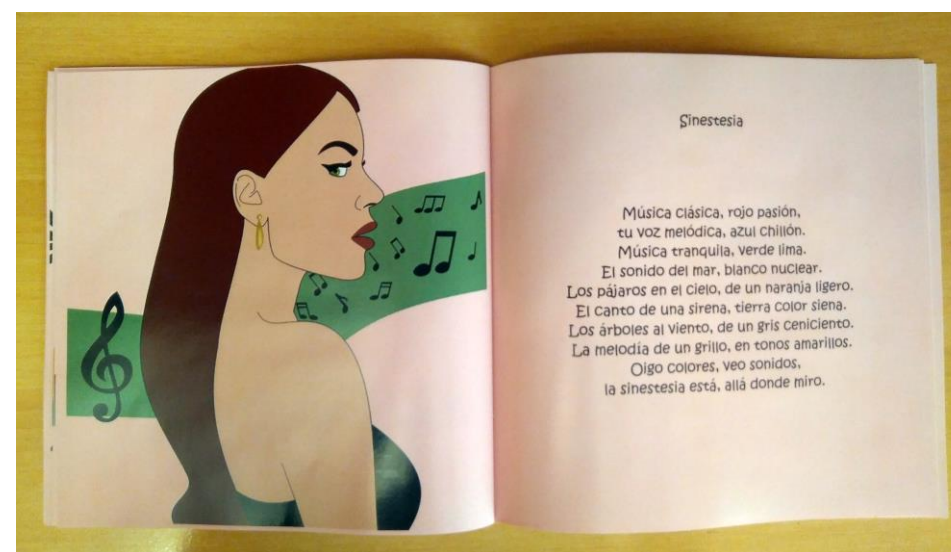 Sinestesia
Música clásica, rojo pasión,
tu voz melódica, azul chillón.
Música tranquila, verde lima.
El sonido del mar, blanco nuclear.
Los pájaros en el cielo, de un naranja ligero.
El canto de una sirena, tierra color siena.
Los árboles al viento, de un gris ceniciento.
La melodía de un grillo, en tonos amarillos.
Oigo colores, veo sonidos,
la sinestesia está, allá donde miro.